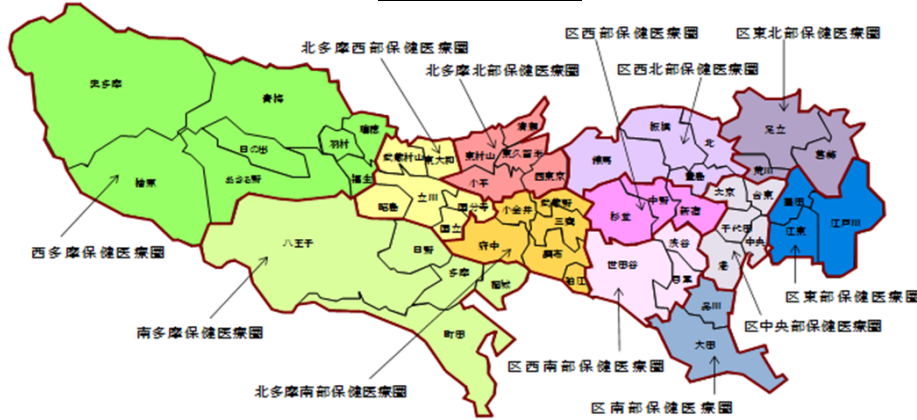 区西部保健医療圏
区東北部保健医療圏
北多摩西部保健医療圏
北多摩北部保健医療圏
区西北部保健医療圏
奥多摩
青梅
瑞穂
清瀬
板橋
足立
日の出
羽村
武蔵村山
東大和
東村山
東久留米
練馬
北
葛飾
檜原
あきる野
福生
小平
西東京
豊島
荒川
昭島
立川
国分寺
小金井
武蔵野
杉並
中野
新宿
文京
台東
墨田
江戸川
西多摩保健医療圏
八王子
日野
国立
府中
三鷹
調布
渋谷
千代田
中央
江東
世田谷
目黒
港
多摩
稲城
狛江
品川
区東部保健医療圏
南多摩保健医療圏
町田
大田
区中央部保健医療圏
北多摩南部保健医療圏
区西南部保健医療圏
区南部保健医療圏